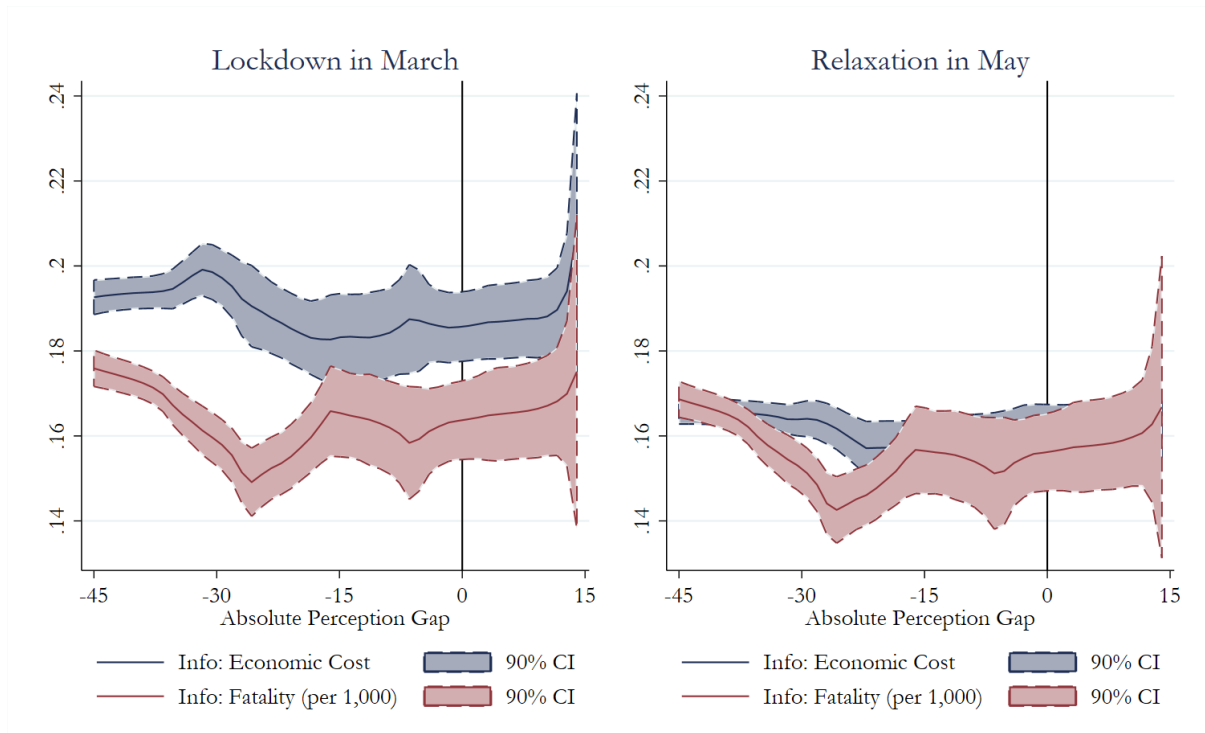 Lockdown in March
.24
.22
.2
.18
.16
.14
-45 -30 -15 0 15
Absolute Perception Gap
Info: Economic Cost 90% CI
Info: Fatality (per 1,000) 90% CI
Relaxation in May
.24
.22
.2
.18
.16
.14
-45 -30 -15 0 15
Absolute Perception Gap
Info: Economic Cost 90% CI
Info: Fatality (per 1,000) 90% CI